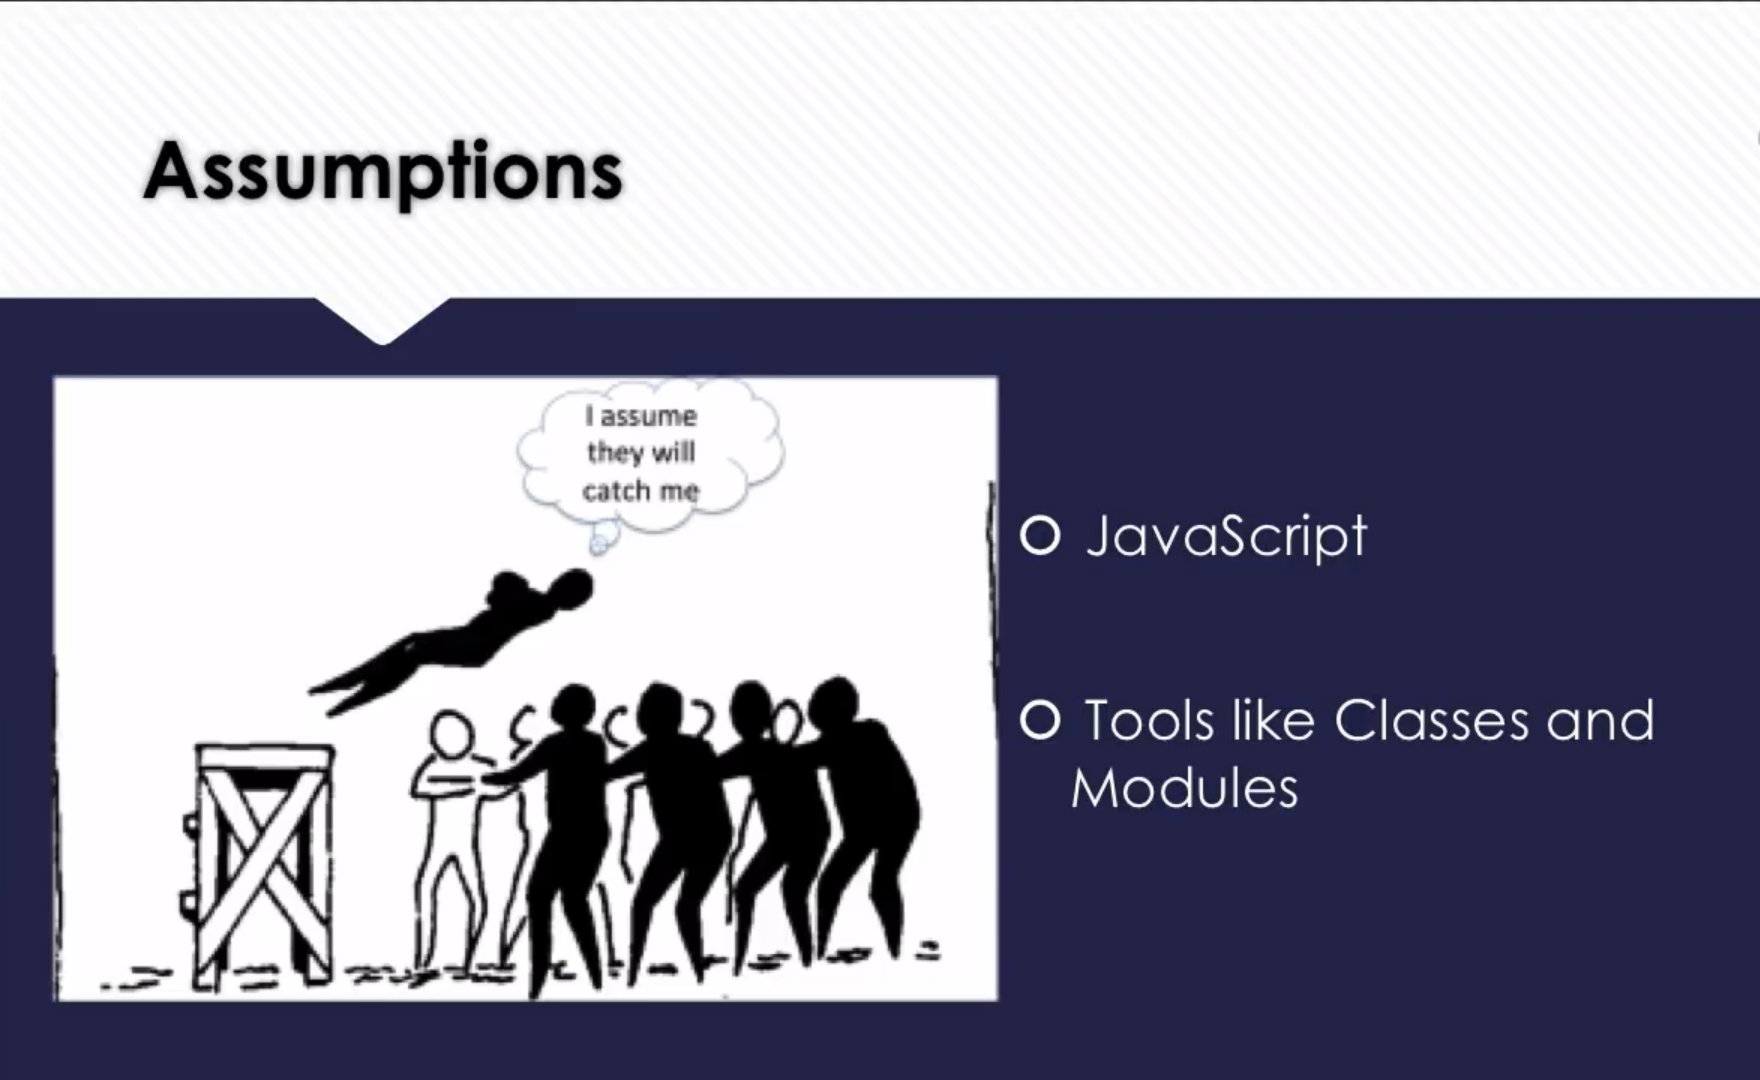 Assumptions
I assume
they will
catch me
JavaScript
Tools like Classes and
Modules